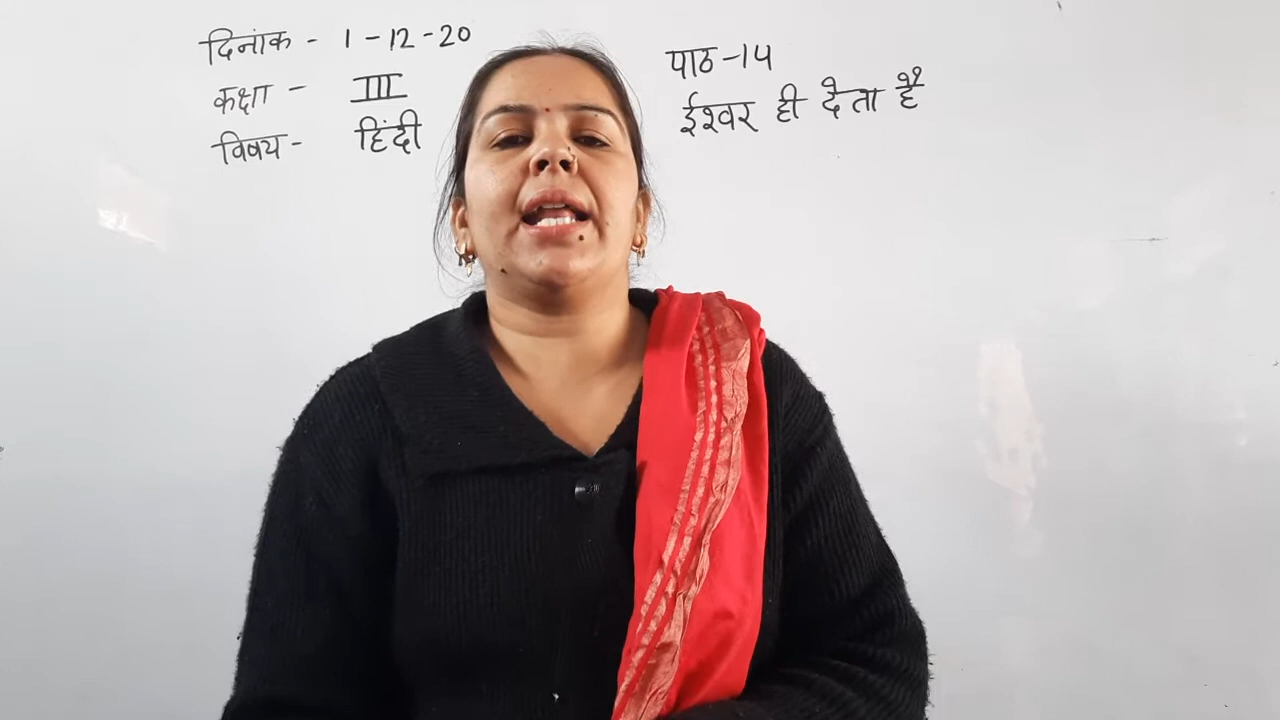 दिनांक - 1-12-20
कक्षा - III
विषय - हिंदी
पाठ-14
ईश्वर ही देता है